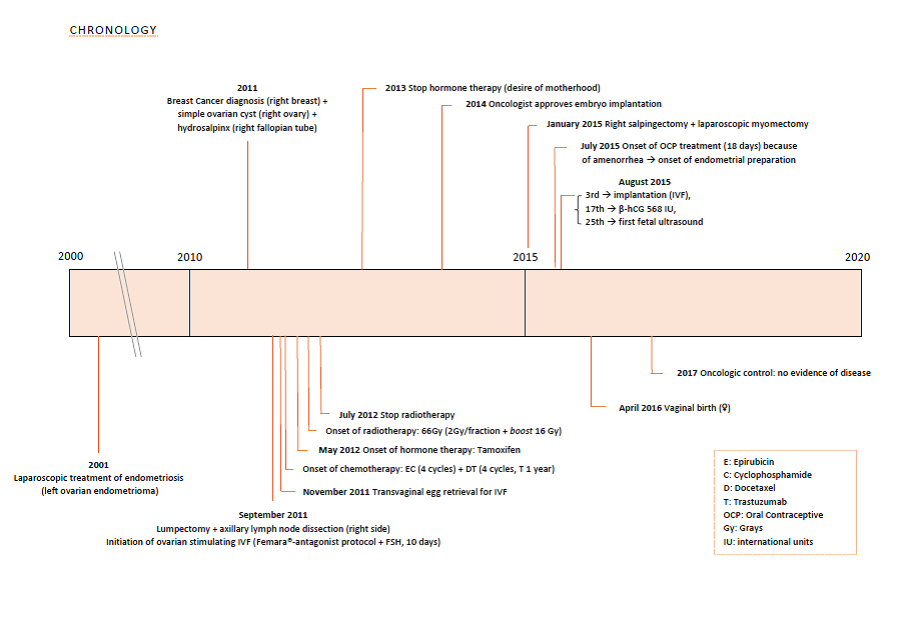 CHRONOLOGY
2011
Breast Cancer diagnosis (right breast) +
simple ovarian cyst (right ovary) +
hydrosalpinx (right fallopian tube)
2013 Stop hormone therapy (desire of motherhood)
2014 Oncologist approves embryo implantation
January 2015 Right salpingectomy + laparoscopic myomectomy
July 2015 Onset of OCP treatment (18 days) because
of amenorrhea → onset of endometrial preparation
August 2015
3rd → implantation (IVF),
17th → β-hCG 568 IU,
25th → first fetal ultrasound
2000
2010
2015
2020
2017 Oncologic control: no evidence of disease
April 2016 Vaginal birth (♀)
July 2012 Stop radiotherapy
Onset of radiotherapy: 66Gy (2Gy/fraction + boost 16 Gy)
May 2012 Onset of hormone therapy: Tamoxifen
Onset of chemotherapy: EC (4 cycles) + DT (4 cycles, T 1 year)
November 2011 Transvaginal egg retrieval for IVF
September 2011
Lumpectomy + axillary lymph node dissection (right side)
Initiation of ovarian stimulating IVF (Femara®-antagonist protocol + FSH, 10 days)
2001
Laparoscopic treatment of endometriosis
(left ovarian endometrioma)
E: Epirubicin
C: Cyclophosphamide
D: Docetaxel
T: Trastuzumab
OCP: Oral Contraceptive
Gy: Grays
IU: international units